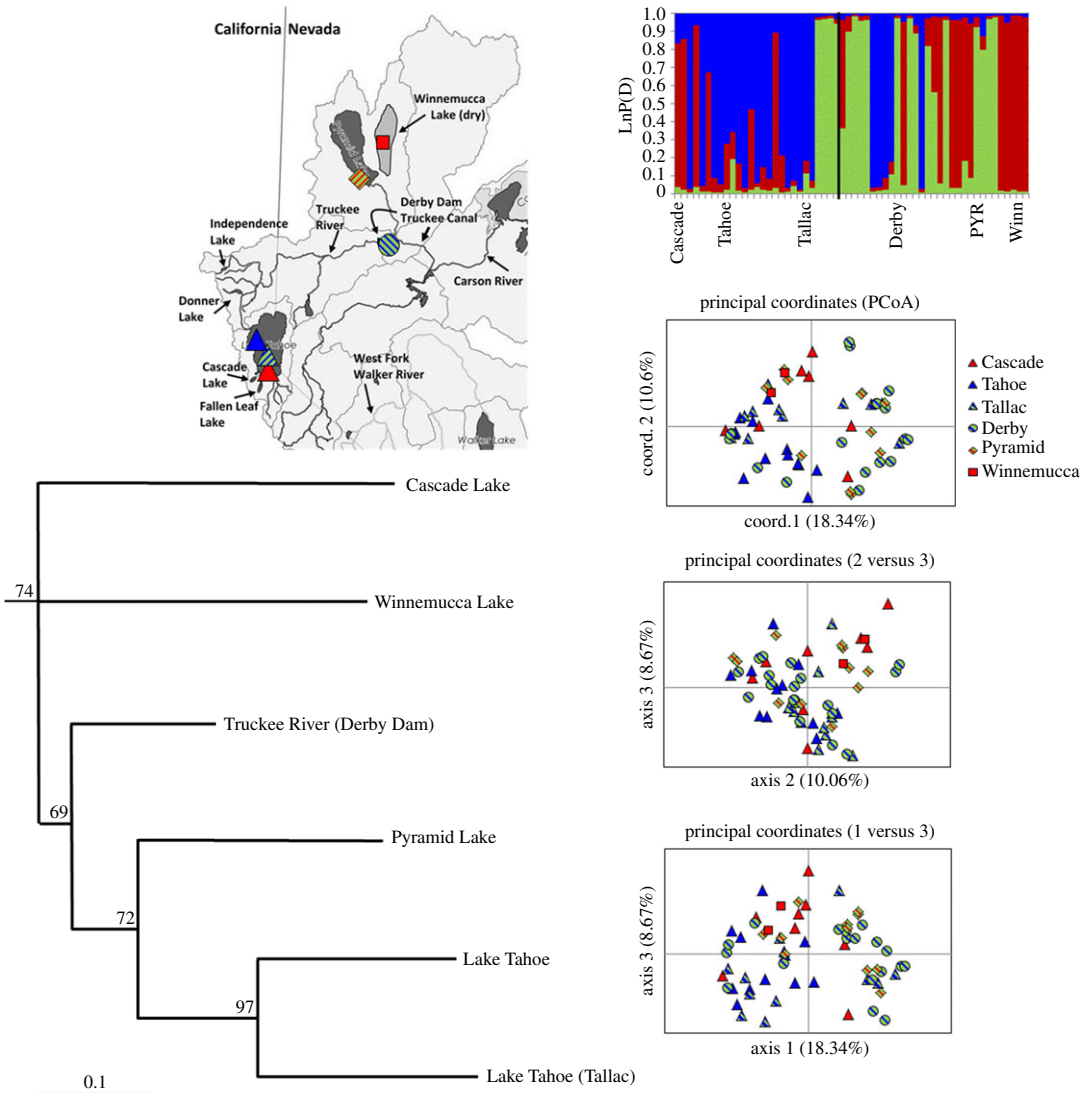 California Nevada
Winnemucca
Lake (dry)
Pyramid
Derby Dam
Truckee Canal
Truckee
River
Independence
Lake
Carson River
Donner
Lake
Cascade
Lake
Fallen Leaf
Lake
West Fork
Walker River
Lake
1.0
0.9
0.8
0.7
0.6
0.5
0.4
0.3
0.2
0.1
0
LnP(D)
Cascade
Tahoe
Tallac
Derby
PYR
Winn
principal coordinates (PCoA)
coord. 2 (10.6%)
coord.1 (18.34%)
Cascade
Tahoe
Tallac
Derby
Pyramid
Winnemucca
principal coordinates (2 versus 3)
axis 3 (8.67%)
axis 2 (10.06%)
principal coordinates (1 versus 3)
axis 3 (8.67%)
axis 1 (18.34%)
Cascade Lake
74
Winnemucca Lake
Truckee River (Derby Dam)
69
Pyramid Lake
72
Lake Tahoe
97
Lake Tahoe (Tallac)
0.1